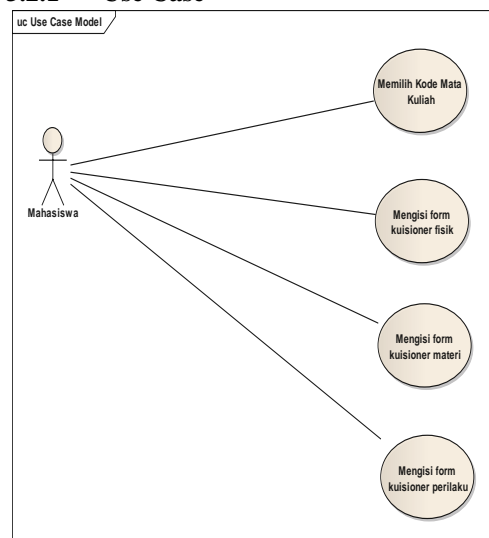 Use Case
uc Use Case Model
Memilih Kode Mata
Kuliah
Mahasiswa
Mengisi form
kuisioner fisik
Mengisi form
kuisioner materi
Mengisi form
kuisioner perilaku